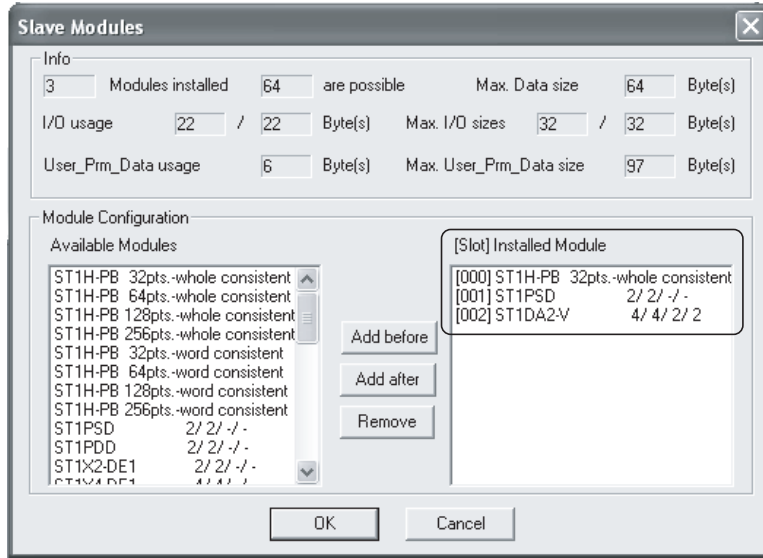 Slave Modules
Info
3 Modules installed 64 are possible Max. Data size 64 Byte(s)
I/O usage 22 / 22 Byte(s) Max. I/O sizes 32 / 32 Byte(s)
User_Prm_Data usage 6 Byte(s) Max. User_Prm_Data size 97 Byte(s)
Module Configuration
Available Modules
ST1H-PB 32pts.-whole consistent
ST1H-PB 64pts.-whole consistent
ST1H-PB 128pts.-whole consistent
ST1H-PB 256pts.-whole consistent
ST1H-PB 32pts.-word consistent
ST1H-PB 64pts.-word consistent
ST1H-PB 128pts.-word consistent
ST1H-PB 256pts.-word consistent
ST1PSD 2/ 2/ -/ -
ST1PDD 2/ 2/ -/ -
ST1X2-DE1 2/ 2/ -/ -
ST1X4-DE1 4/ 4/ -/ -
Add before
Add after
Remove
[Slot] Installed Module
[000] ST1H-PB 32pts.-whole consistent
[001] ST1PSD 2/ 2/ -/ -
[002] ST1DA2-V 4/ 4/ 2/ 2
OK
Cancel